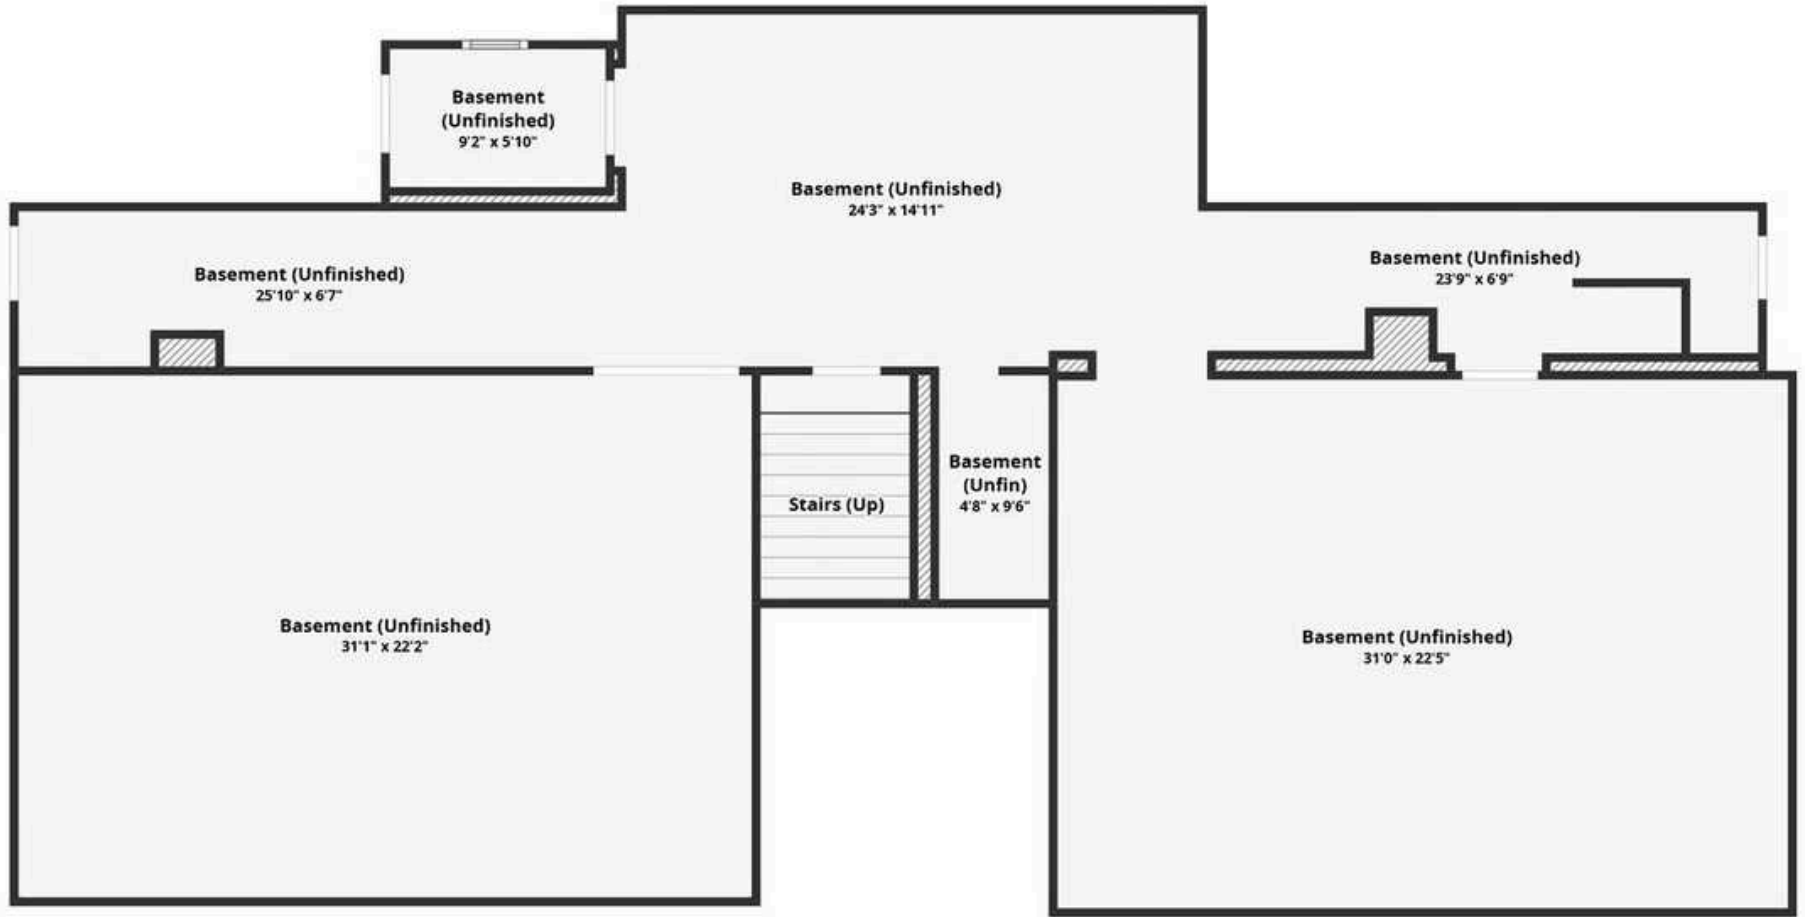 Basement
(Unfinished)
9'2" x 5'10"
Basement (Unfinished)
24'3" x 14'11"
Basement (Unfinished)
23'9" x 6'9"
Basement (Unfinished)
25'10" x 6'7"
Basement
(Unfin)
4'8" x 9'6"
Stairs (Up)
Basement (Unfinished)
31'1" x 22'2"
Basement (Unfinished)
31'0" x 22'5"